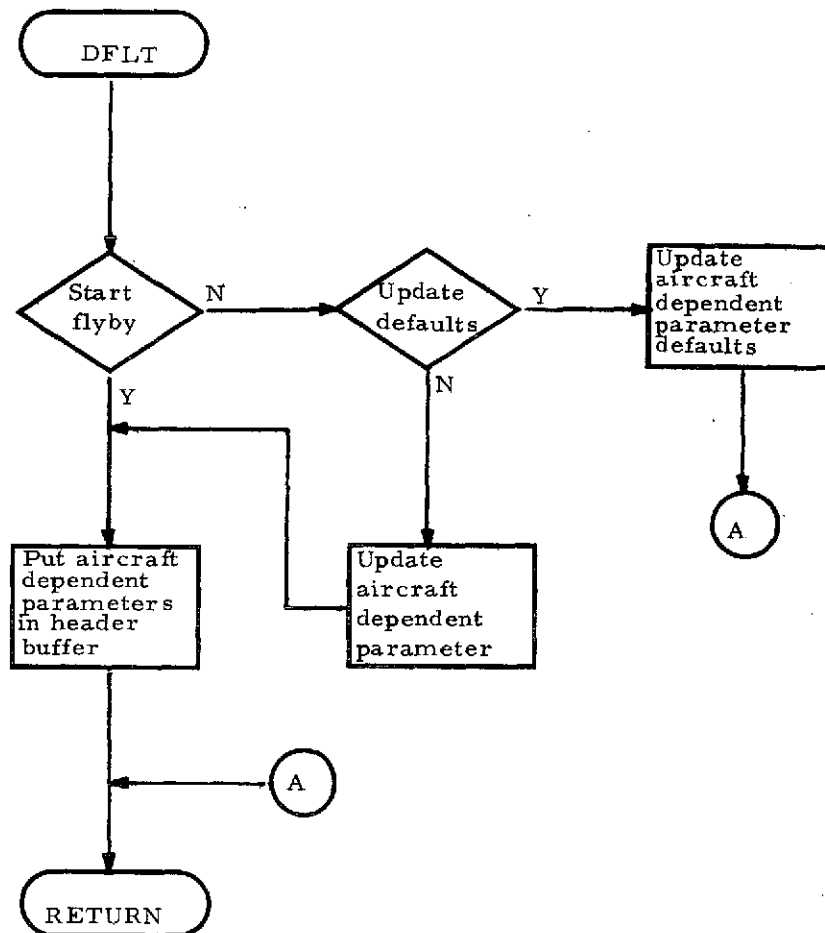 DFLT
Start
flyby
N
Y
Update
defaults
Y
N
Update
aircraft
dependent
parameter
defaults
A
Put aircraft
dependent
parameters
in header
buffer
Update
aircraft
dependent
parameter
A
RETURN